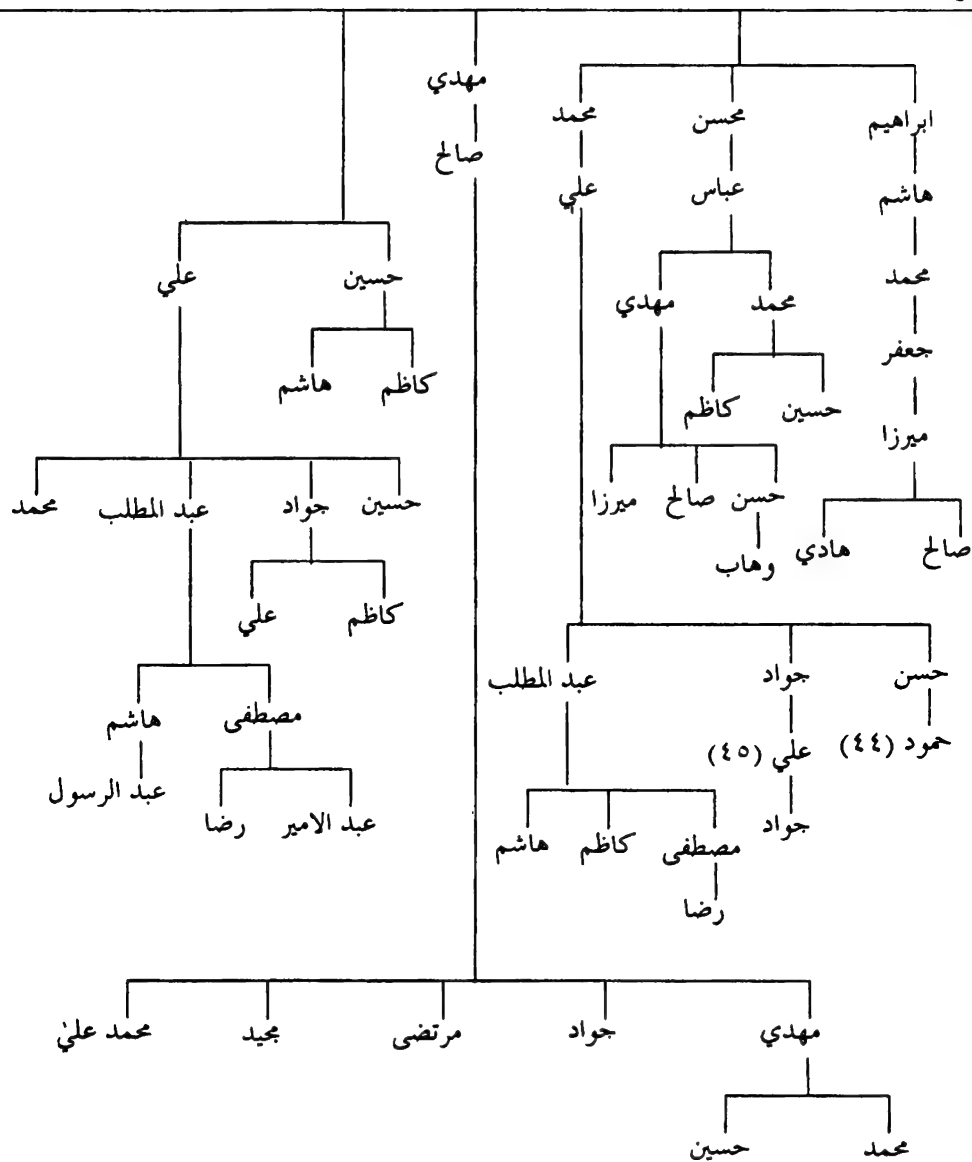 مهدي
محمد محسن ابراهيم
صالح
علي عباس هاشم
حسين علي
محمد مهدي محمد
جعفر
كاظم هاشم
حسين كاظم
ميرزا
حسن صالح ميرزا
حسين جواد عبد المطلب محمد
صالح هادي
وهاب
كاظم علي
حسن جواد عبد المطلب
مصطفى هاشم
حمود (٤٤) علي (٤٥)
عبد الرسول
عبد الامير رضا
جواد
مصطفى كاظم هاشم
رضا
مهدي جواد مرتضى مجيد محمد علي
محمد حسين